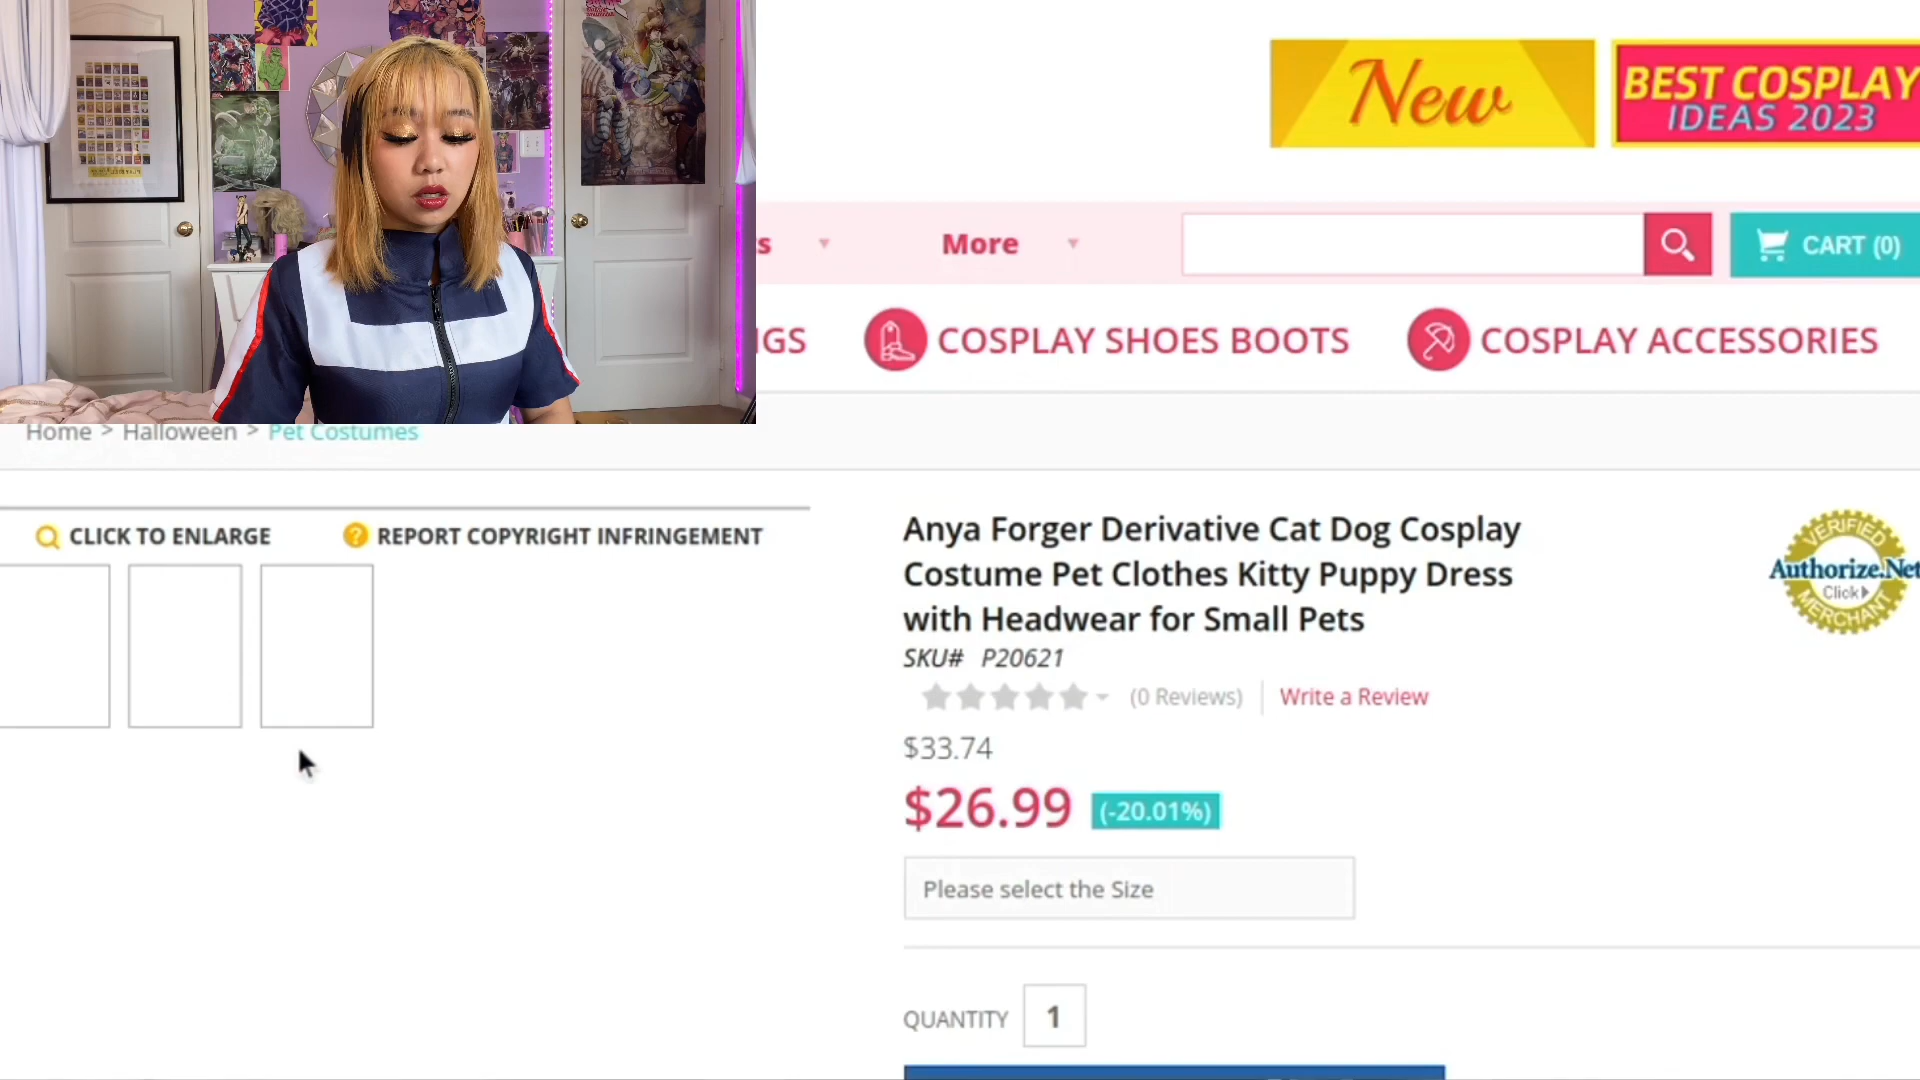 New
BEST COSPLAY
IDEAS 2023
s
More
CART (0)
IGS
COSPLAY SHOES BOOTS
COSPLAY ACCESSORIES
Home > Halloween > Pet Costumes
CLICK TO ENLARGE
REPORT COPYRIGHT INFRINGEMENT
Anya Forger Derivative Cat Dog Cosplay
Costume Pet Clothes Kitty Puppy Dress
with Headwear for Small Pets
SKU# P20621
(0 Reviews)
Write a Review
$33.74
$26.99 (-20.01%)
Please select the Size
QUANTITY 1
VERIFIED
Authorize.Net
Click
MERCHANT